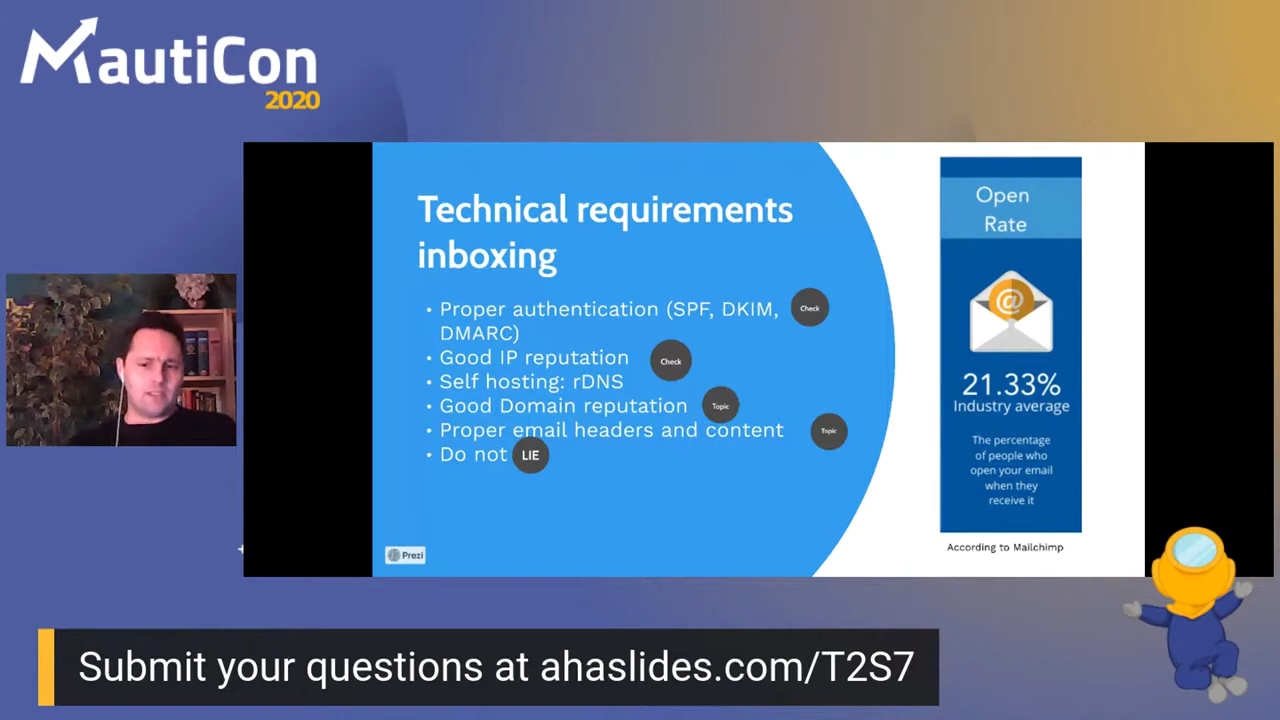 MautiCon
2020
Technical requirements
inboxing
• Proper authentication (SPF, DKIM, Check
DMARC)
• Good IP reputation Check
• Self hosting: rDNS
• Good Domain reputation Topic
• Proper email headers and content Topic
• Do not LIE
Prezi
Open
Rate
@
21.33%
Industry average
The percentage
of people who
open your email
when they
receive it
According to Mailchimp
Submit your questions at ahaslides.com/T2S7